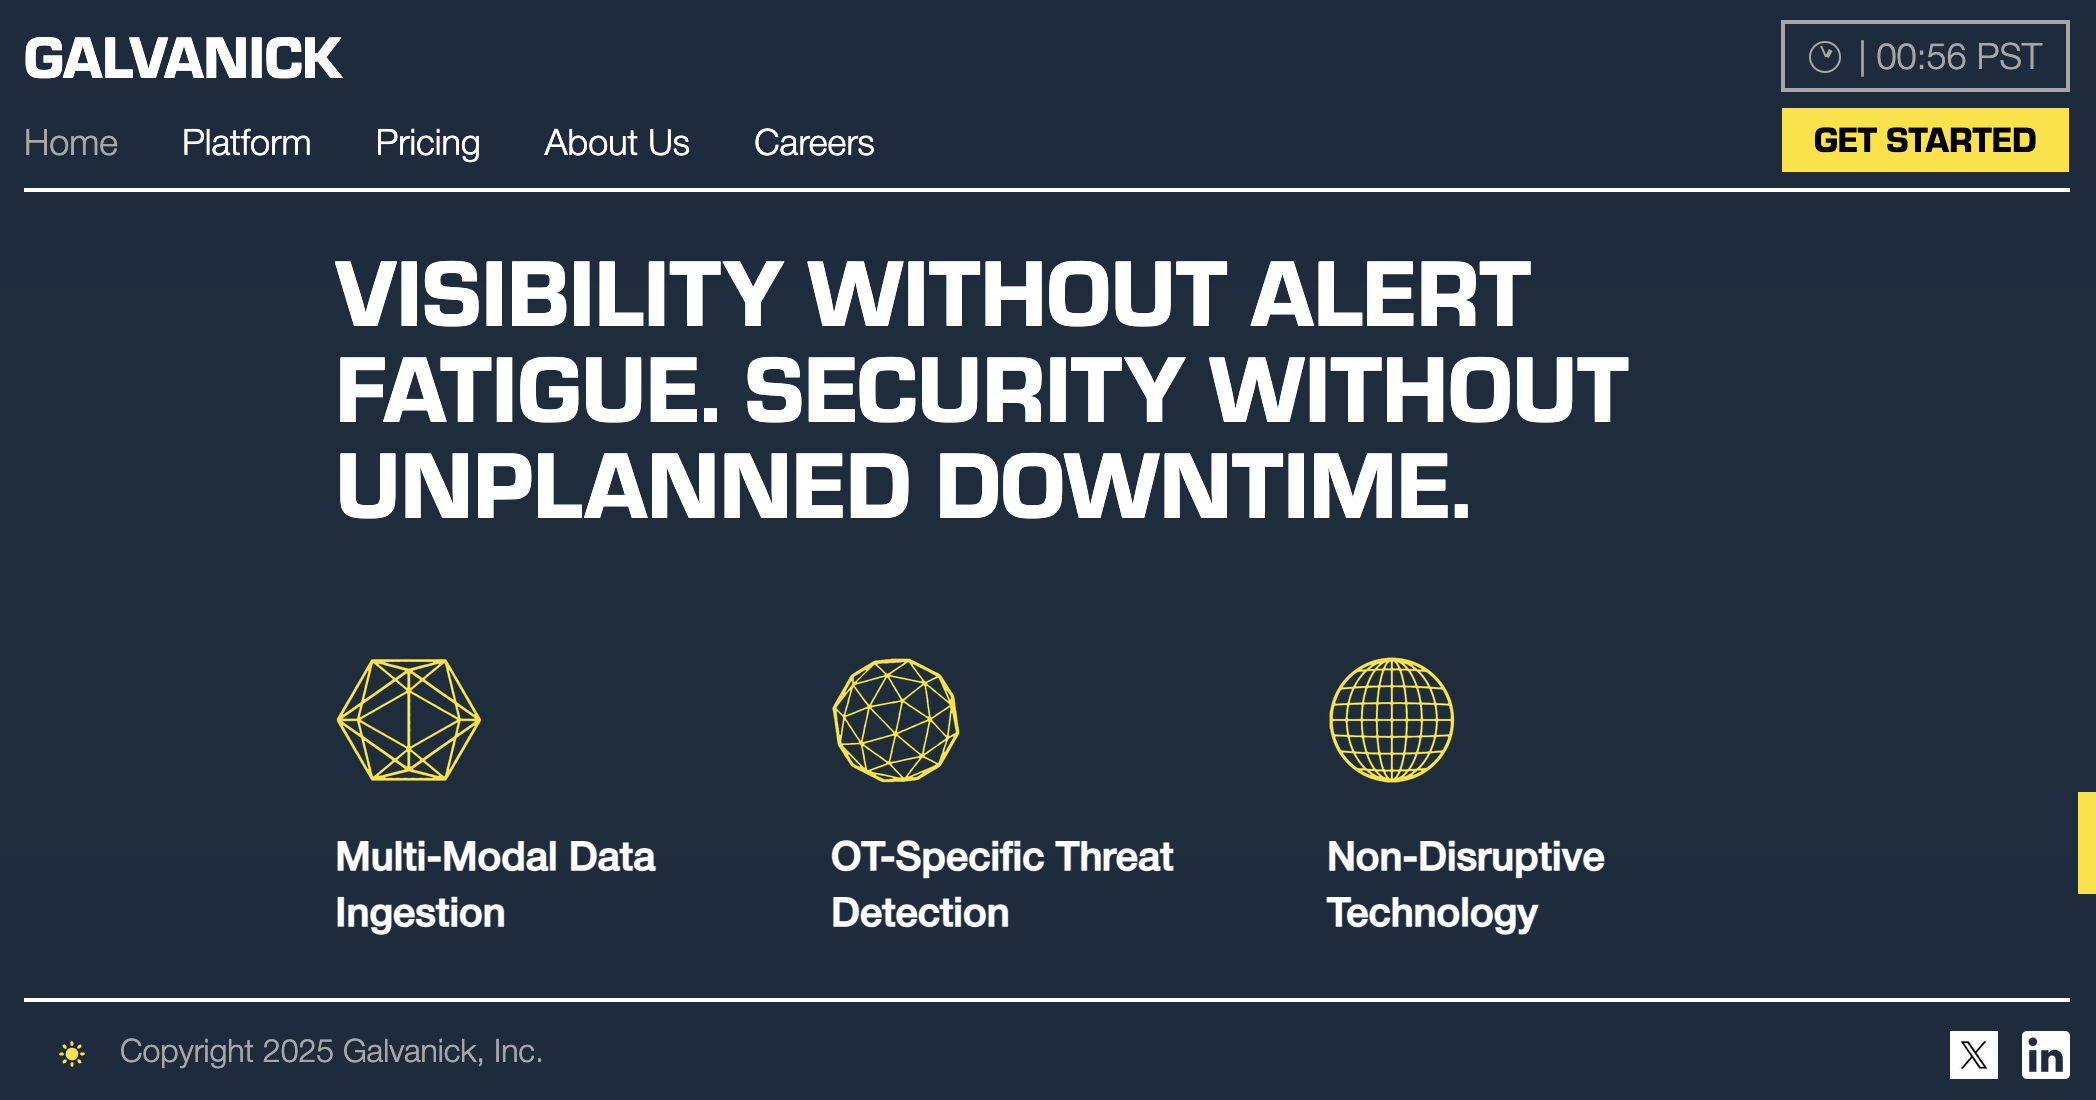 GALVANICK
| 00:56 PST
Home Platform Pricing About Us Careers
GET STARTED
VISIBILITY WITHOUT ALERT
FATIGUE. SECURITY WITHOUT
UNPLANNED DOWNTIME.
Multi-Modal Data
Ingestion
OT-Specific Threat
Detection
Non-Disruptive
Technology
Copyright 2025 Galvanick, Inc.
X
in